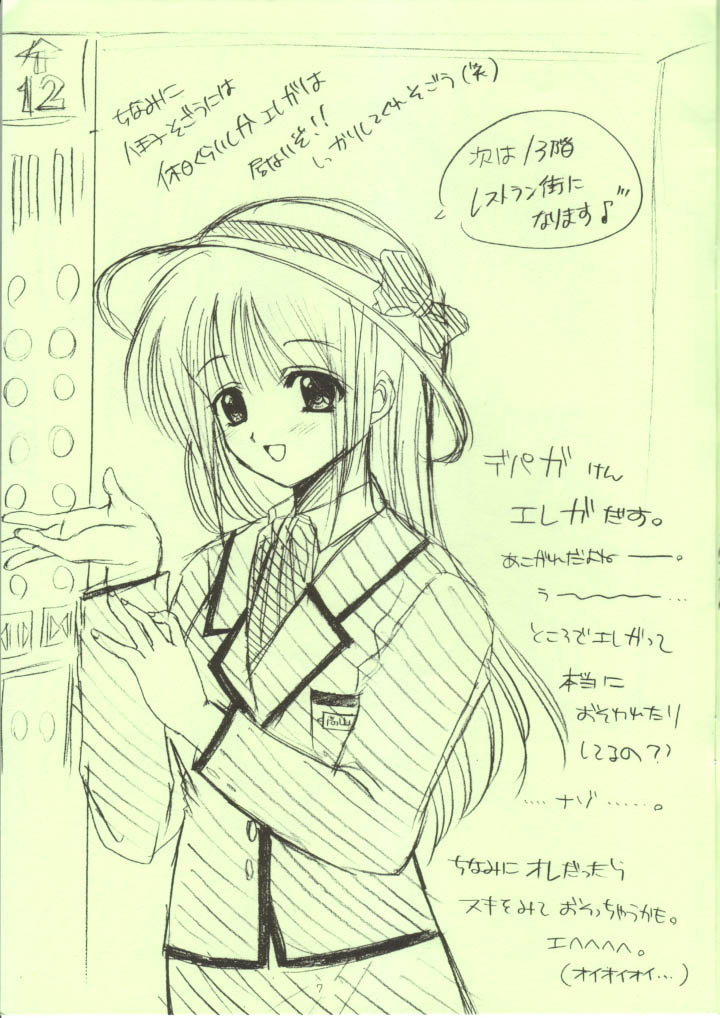 12
ちなみに
八王子そごうには
休日くらいしかエレガは
居ないぞ!!
しっかりしてくれそごう(笑)
次は13階
レストラン街に
なります♪
デパガ けん
エレガだす。
あこがれだよねー。
うー〜〜〜…
ところでエレガって
本当に
おそわれたり
してるの?
‥‥ナゾ‥‥‥。
ちなみにオレだったら
スキをみておそっちゃうかも。
エヘヘヘヘ。
(オイオイオイ…)
高山
7